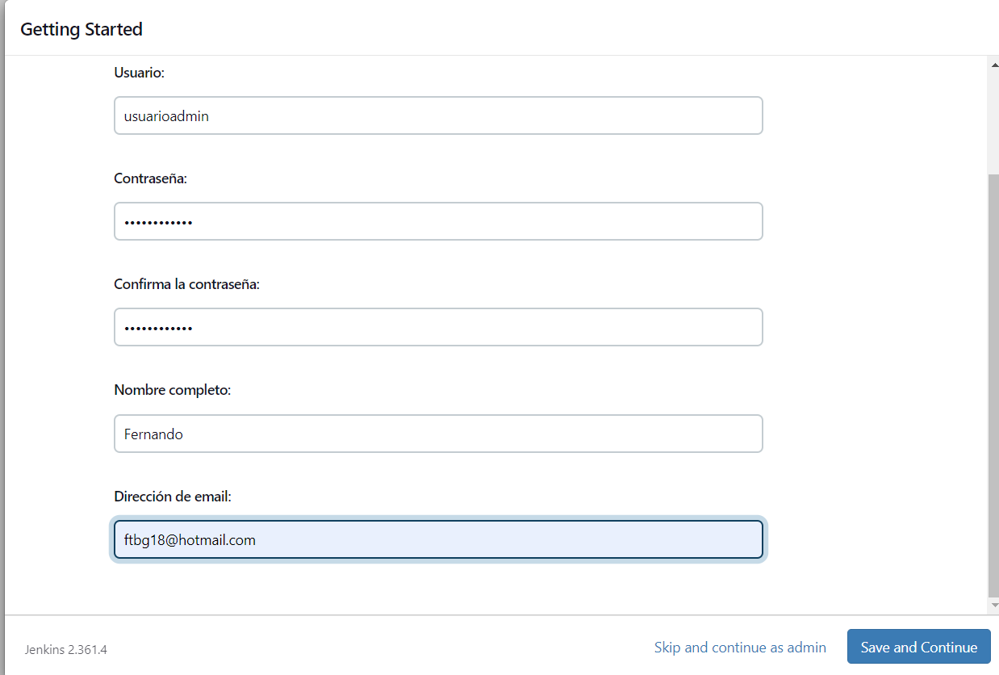 Getting Started
Usuario:
usuarioadmin
Contraseña:
••••••••••••
Confirma la contraseña:
••••••••••••
Nombre completo:
Fernando
Dirección de email:
ftbg18@hotmail.com
Jenkins 2.361.4
Skip and continue as admin
Save and Continue